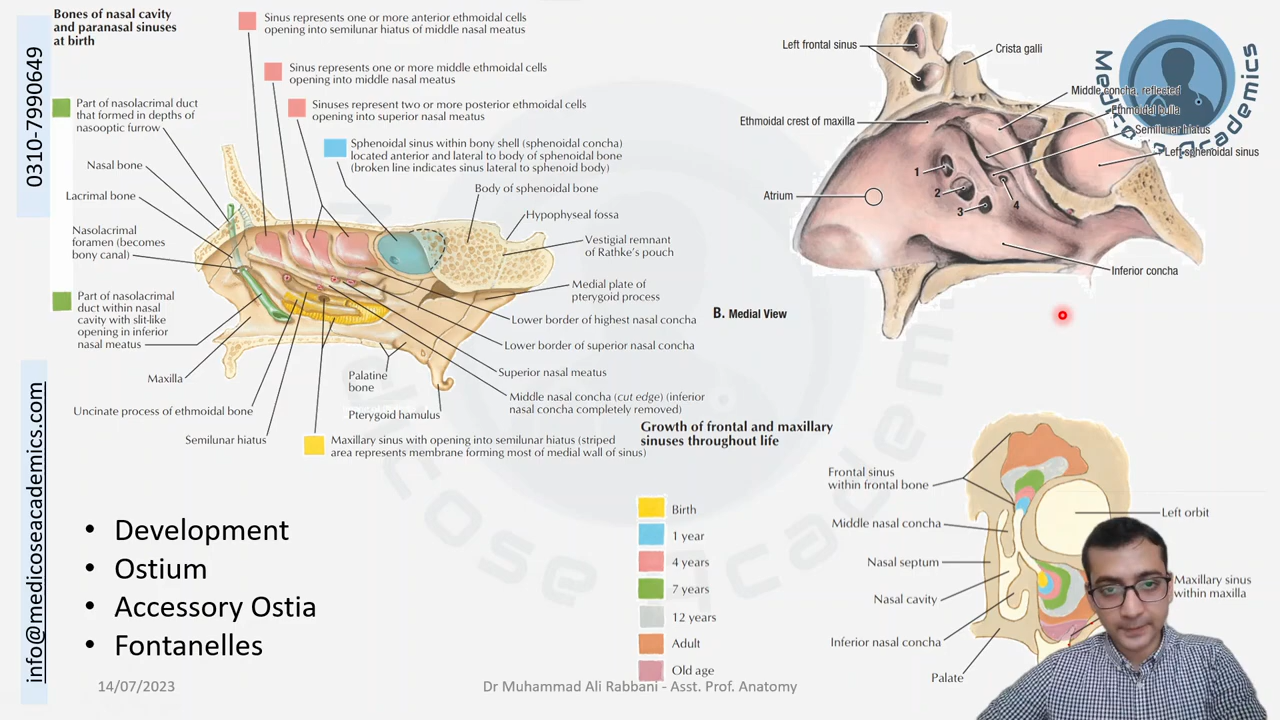 Bones of nasal cavity
and paranasal sinuses
at birth
Sinus represents one or more anterior ethmoidal cells
opening into semilunar hiatus of middle nasal meatus
Sinus represents one or more middle ethmoidal cells
opening into middle nasal meatus
Sinuses represent two or more posterior ethmoidal cells
opening into superior nasal meatus
Sphenoidal sinus within bony shell (sphenoidal concha)
located anterior and lateral to body of sphenoidal bone
(broken line indicates sinus lateral to sphenoid body)
Part of nasolacrimal duct
that formed in depths of
nasooptic furrow
Nasal bone
Lacrimal bone
Nasolacrimal
foramen (becomes
bony canal)
Part of nasolacrimal
duct within nasal
cavity with slit-like
opening in inferior
nasal meatus
Maxilla
Uncinate process of ethmoidal bone
Semilunar hiatus
Body of sphenoidal bone
Hypophyseal fossa
Vestigial remnant
of Rathke's pouch
Medial plate of
pterygoid process
Lower border of highest nasal concha
Lower border of superior nasal concha
Superior nasal meatus
Middle nasal concha (cut edge) (inferior
nasal concha completely removed)
Palatine
bone
Pterygoid hamulus
Maxillary sinus with opening into semilunar hiatus (striped
area represents membrane forming most of medial wall of sinus)
Left frontal sinus
Crista galli
Middle concha, reflected
Ethmoidal bulla
Semilunar hiatus
Left sphenoidal sinus
Ethmoidal crest of maxilla
Atrium
1
2
3
4
Inferior concha
B. Medial View
Medicose Academics
Growth of frontal and maxillary
sinuses throughout life
Birth
1 year
4 years
7 years
12 years
Adult
Old age
Frontal sinus
within frontal bone
Middle nasal concha
Nasal septum
Nasal cavity
Inferior nasal concha
Palate
Left orbit
Maxillary sinus
within maxilla
• Development
• Ostium
• Accessory Ostia
• Fontanelles
0310-7990649
info@medicoseacademics.com
14/07/2023
Dr Muhammad Ali Rabbani - Asst. Prof. Anatomy